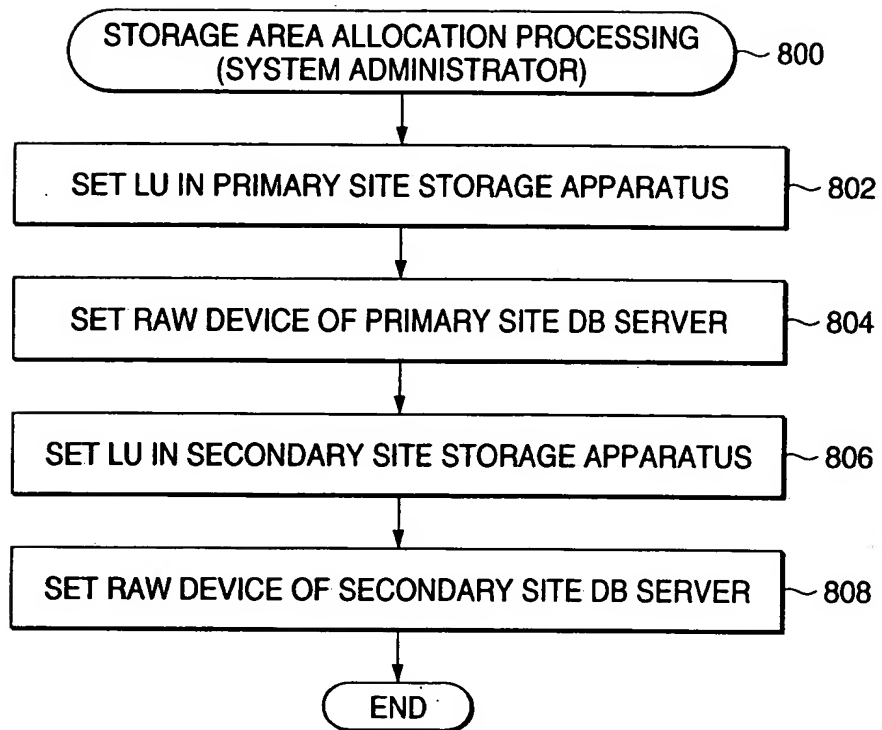 STORAGE AREA ALLOCATION PROCESSING
(SYSTEM ADMINISTRATOR)
800
SET LU IN PRIMARY SITE STORAGE APPARATUS
802
SET RAW DEVICE OF PRIMARY SITE DB SERVER
804
SET LU IN SECONDARY SITE STORAGE APPARATUS
806
SET RAW DEVICE OF SECONDARY SITE DB SERVER
808
END